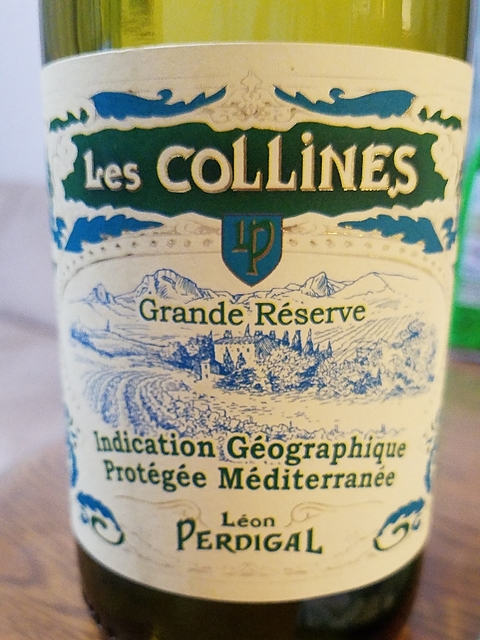 Les COLLINES
LP
Grande Réserve
Indication Géographique
Protégée Méditerranée
Léon
PERDIGAL